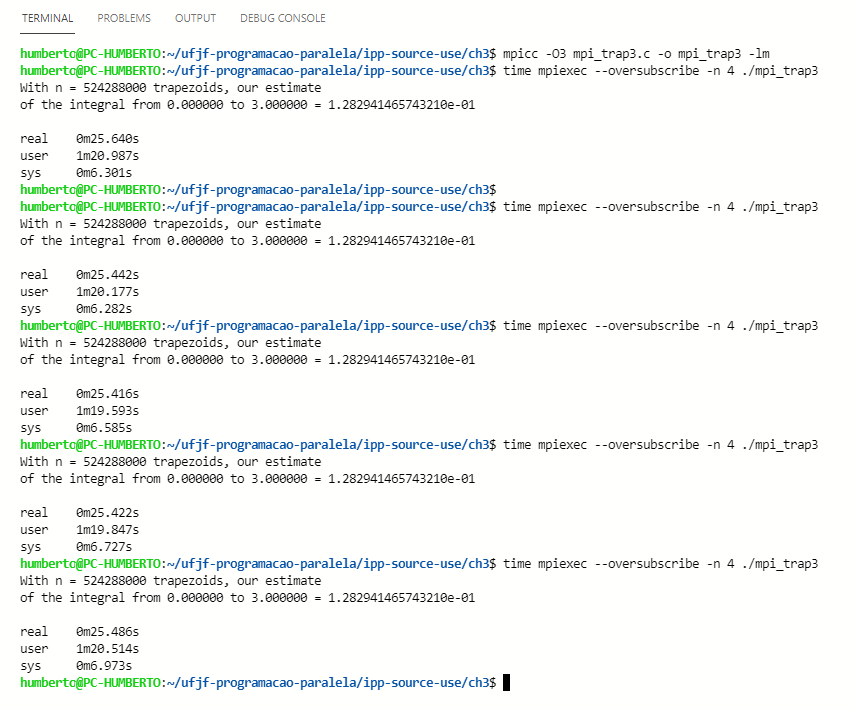 TERMINAL PROBLEMS OUTPUT DEBUG CONSOLE
humberto@PC-HUMBERTO:~/ufjf-programacao-paralela/ipp-source-use/ch3$ mpicc -O3 mpi_trap3.c -o mpi_trap3 -lm
humberto@PC-HUMBERTO:~/ufjf-programacao-paralela/ipp-source-use/ch3$ time mpiexec --oversubscribe -n 4 ./mpi_trap3
With n = 524288000 trapezoids, our estimate
of the integral from 0.000000 to 3.000000 = 1.282941465743210e-01

real 0m25.640s
user 1m20.987s
sys 0m6.301s
humberto@PC-HUMBERTO:~/ufjf-programacao-paralela/ipp-source-use/ch3$
humberto@PC-HUMBERTO:~/ufjf-programacao-paralela/ipp-source-use/ch3$ time mpiexec --oversubscribe -n 4 ./mpi_trap3
With n = 524288000 trapezoids, our estimate
of the integral from 0.000000 to 3.000000 = 1.282941465743210e-01

real 0m25.442s
user 1m20.177s
sys 0m6.282s
humberto@PC-HUMBERTO:~/ufjf-programacao-paralela/ipp-source-use/ch3$ time mpiexec --oversubscribe -n 4 ./mpi_trap3
With n = 524288000 trapezoids, our estimate
of the integral from 0.000000 to 3.000000 = 1.282941465743210e-01

real 0m25.416s
user 1m19.593s
sys 0m6.585s
humberto@PC-HUMBERTO:~/ufjf-programacao-paralela/ipp-source-use/ch3$ time mpiexec --oversubscribe -n 4 ./mpi_trap3
With n = 524288000 trapezoids, our estimate
of the integral from 0.000000 to 3.000000 = 1.282941465743210e-01

real 0m25.422s
user 1m19.847s
sys 0m6.727s
humberto@PC-HUMBERTO:~/ufjf-programacao-paralela/ipp-source-use/ch3$ time mpiexec --oversubscribe -n 4 ./mpi_trap3
With n = 524288000 trapezoids, our estimate
of the integral from 0.000000 to 3.000000 = 1.282941465743210e-01

real 0m25.486s
user 1m20.514s
sys 0m6.973s
humberto@PC-HUMBERTO:~/ufjf-programacao-paralela/ipp-source-use/ch3$